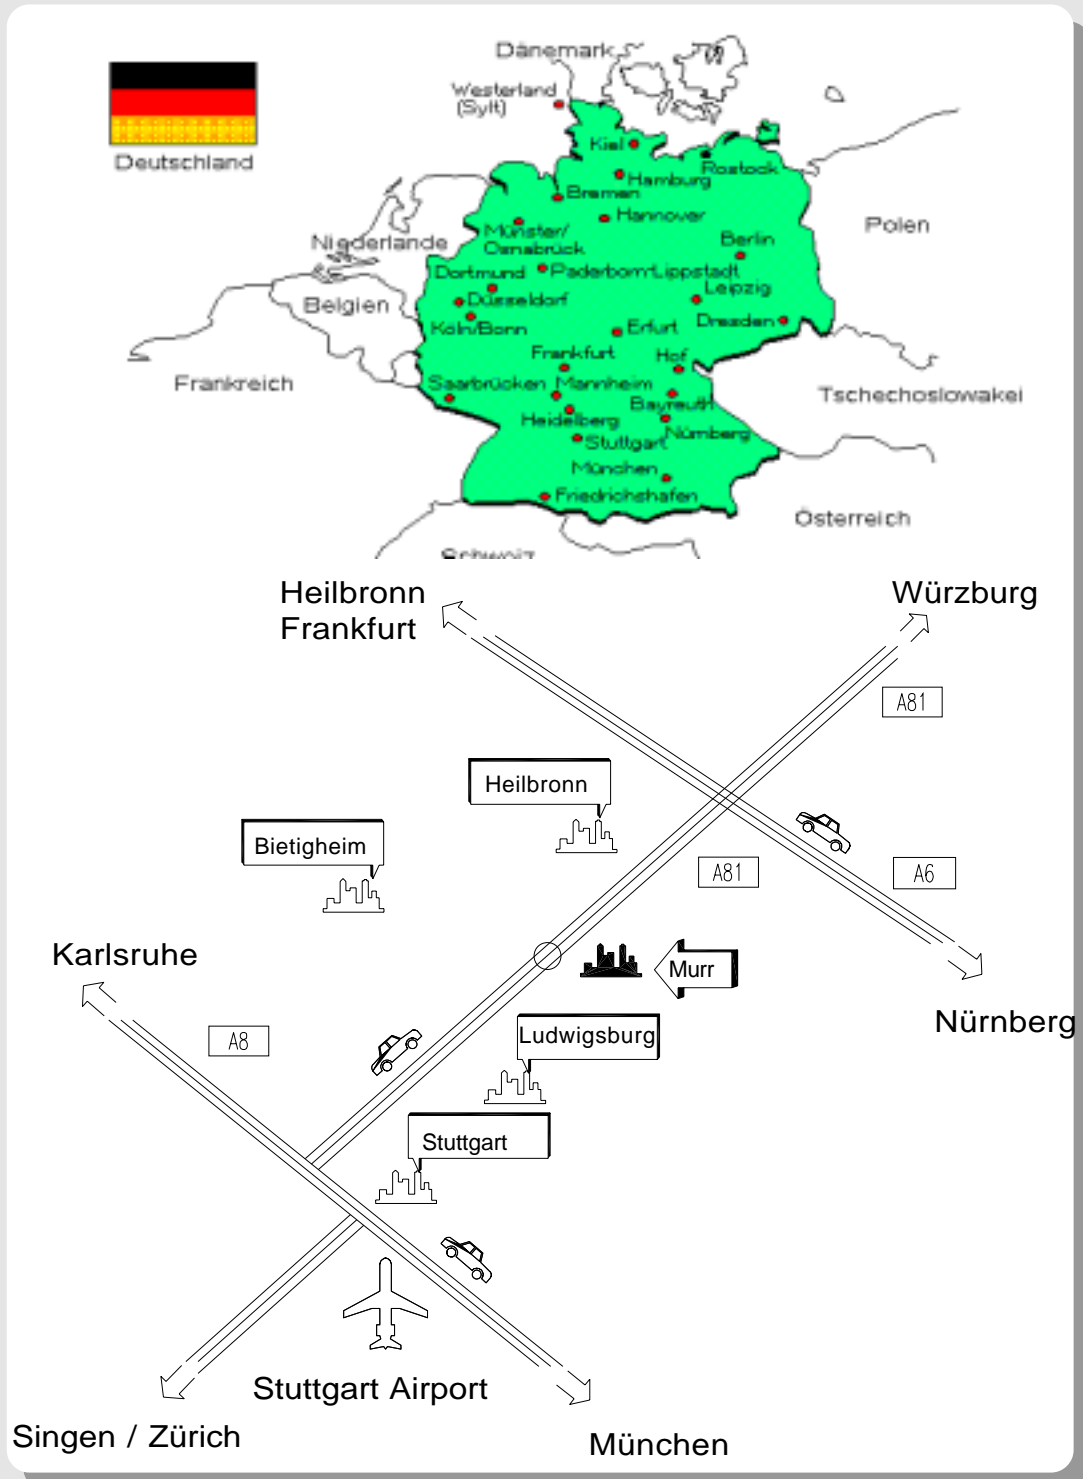 Dänemark
Westerland
(Sylt)
Deutschland
Kiel
Rostock
Hamburg
Bremen
Hannover
Polen
Münster/
Osnabrück
Niederlande
Berlin
Dortmund
Paderborn+Lippstadt
Leipzig
Belgien
Düsseldorf
Köln/Bonn
Erfurt
Dresden
Frankfurt
Hof
Frankreich
Saarbrücken
Mannheim
Bayreuth
Tschechoslowakei
Heidelberg
Nürnberg
Stuttgart
München
Friedrichshafen
Österreich
Schweiz
Heilbronn
Frankfurt
Würzburg
A81
Heilbronn
Bietigheim
A81
A6
Karlsruhe
Murr
Nürnberg
A8
Ludwigsburg
Stuttgart
Stuttgart Airport
Singen / Zürich
München